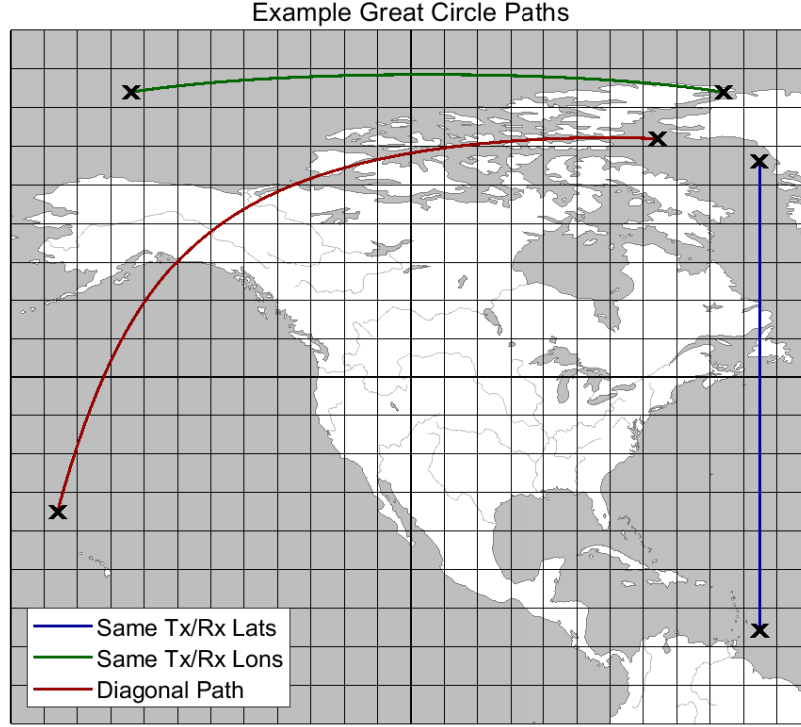 Example Great Circle Paths
Same Tx/Rx Lats
Same Tx/Rx Lons
Diagonal Path